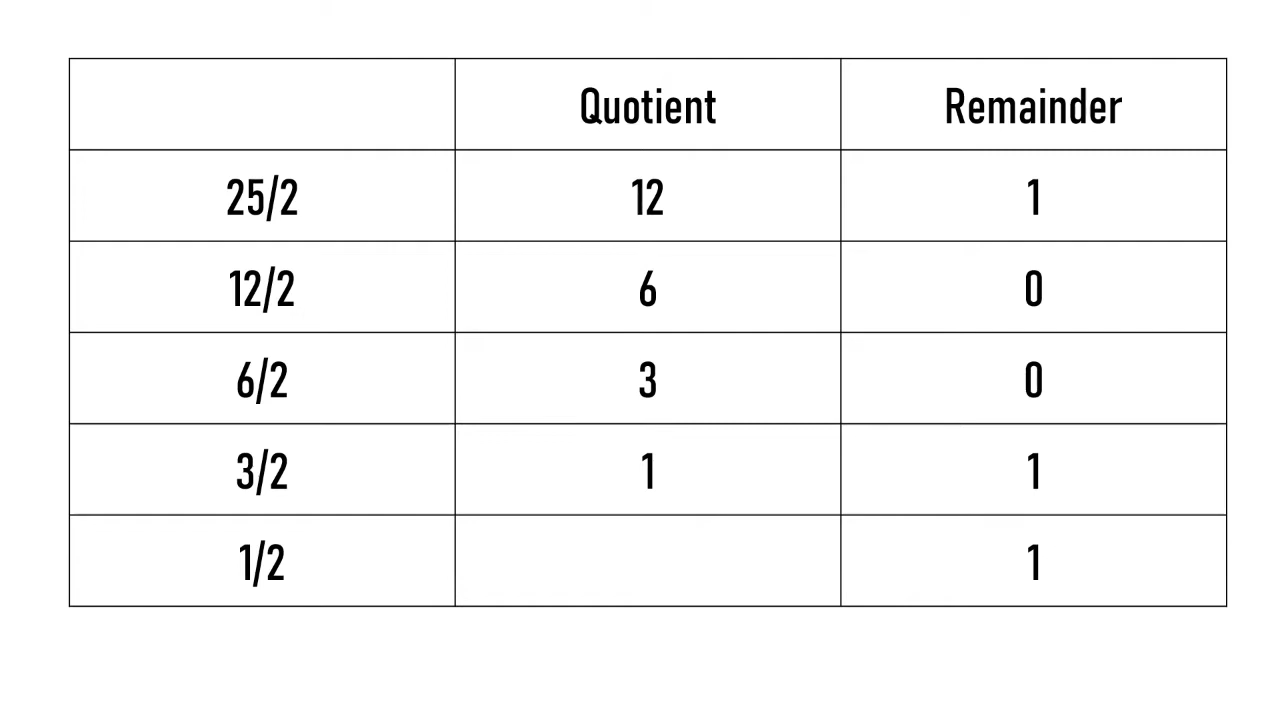 Quotient Remainder
25/2 12 1
12/2 6 0
6/2 3 0
3/2 1 1
1/2 1